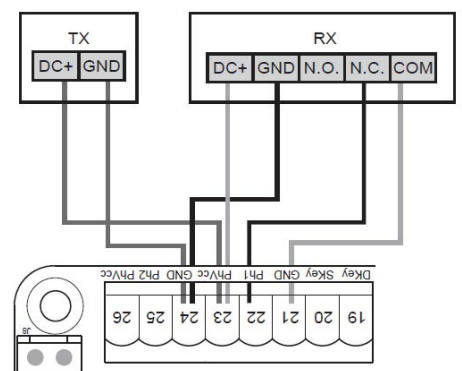 TX RX
DC+ GND DC+ GND N.O. N.C. COM
PhVcc Ph2 GND PhVcc Ph1 GND SKey DKey
26 25 24 23 22 21 20 19
J8